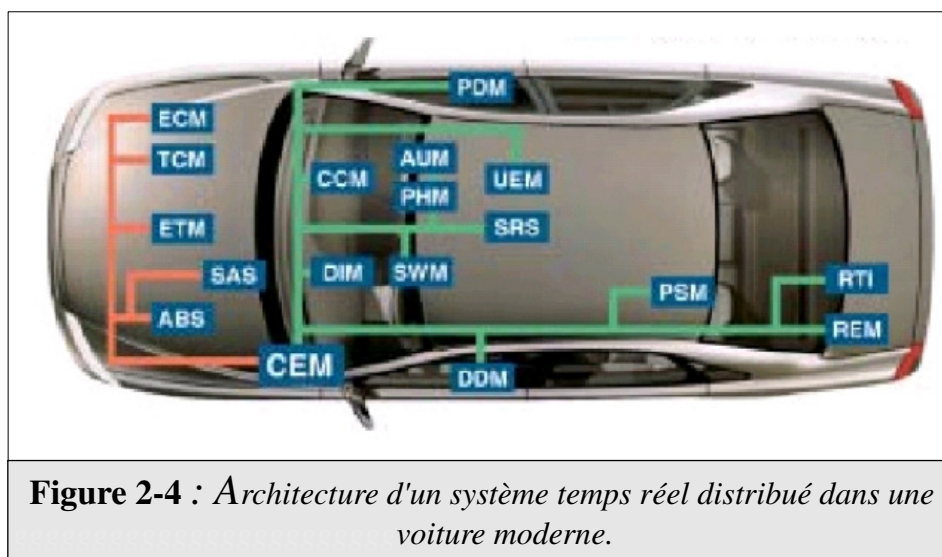 PDM
ECM
TCM
AUM
CCM
UEM
PHM
ETM
SRS
SAS
DIM
SWM
PSM
RTI
ABS
REM
CEM
DDM
Figure 2-4 : Architecture d'un système temps réel distribué dans une
voiture moderne.